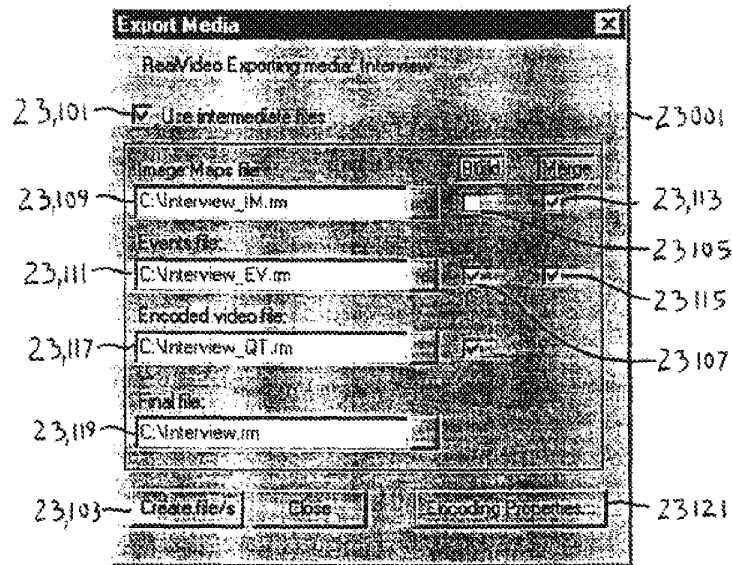 Export Media
RealVideo Exporting media: Interview
23,101 Use intermediate files 23001
Image Maps file: Build Merge
23,109 C:\Interview_IM.rm ... 23,113
23105
Events file:
23,111 C:\Interview_EV.rm ... 23115
Encoded video file:
23107
23,117 C:\Interview_QT.rm ...
Final file:
23,119 C:\Interview.rm ...
23,103 Create file/s Close Encoding Properties... 23121